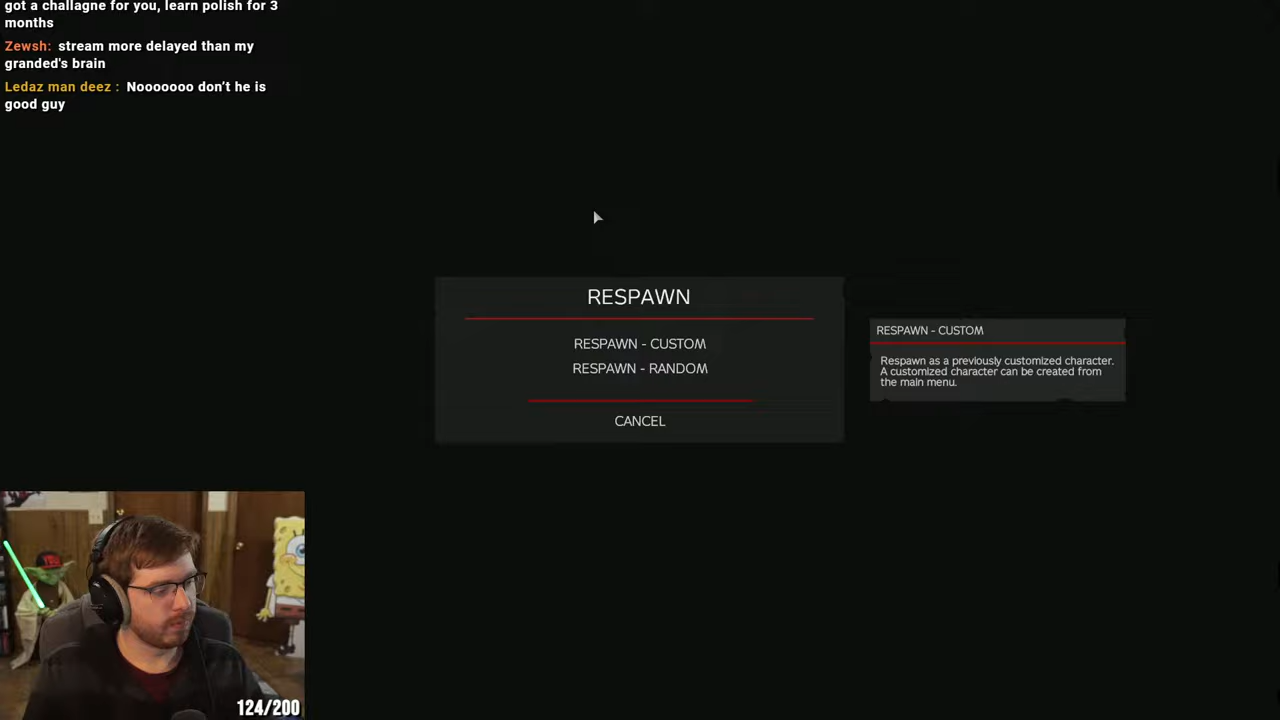 got a challagne for you, learn polish for 3
months
Zewsh: stream more delayed than my
granded's brain
Ledaz man deez : Nooooooo don’t he is
good guy
RESPAWN
RESPAWN - CUSTOM
RESPAWN - RANDOM
CANCEL
RESPAWN - CUSTOM
Respawn as a previously customized character.
A customized character can be created from
the main menu.
124/200